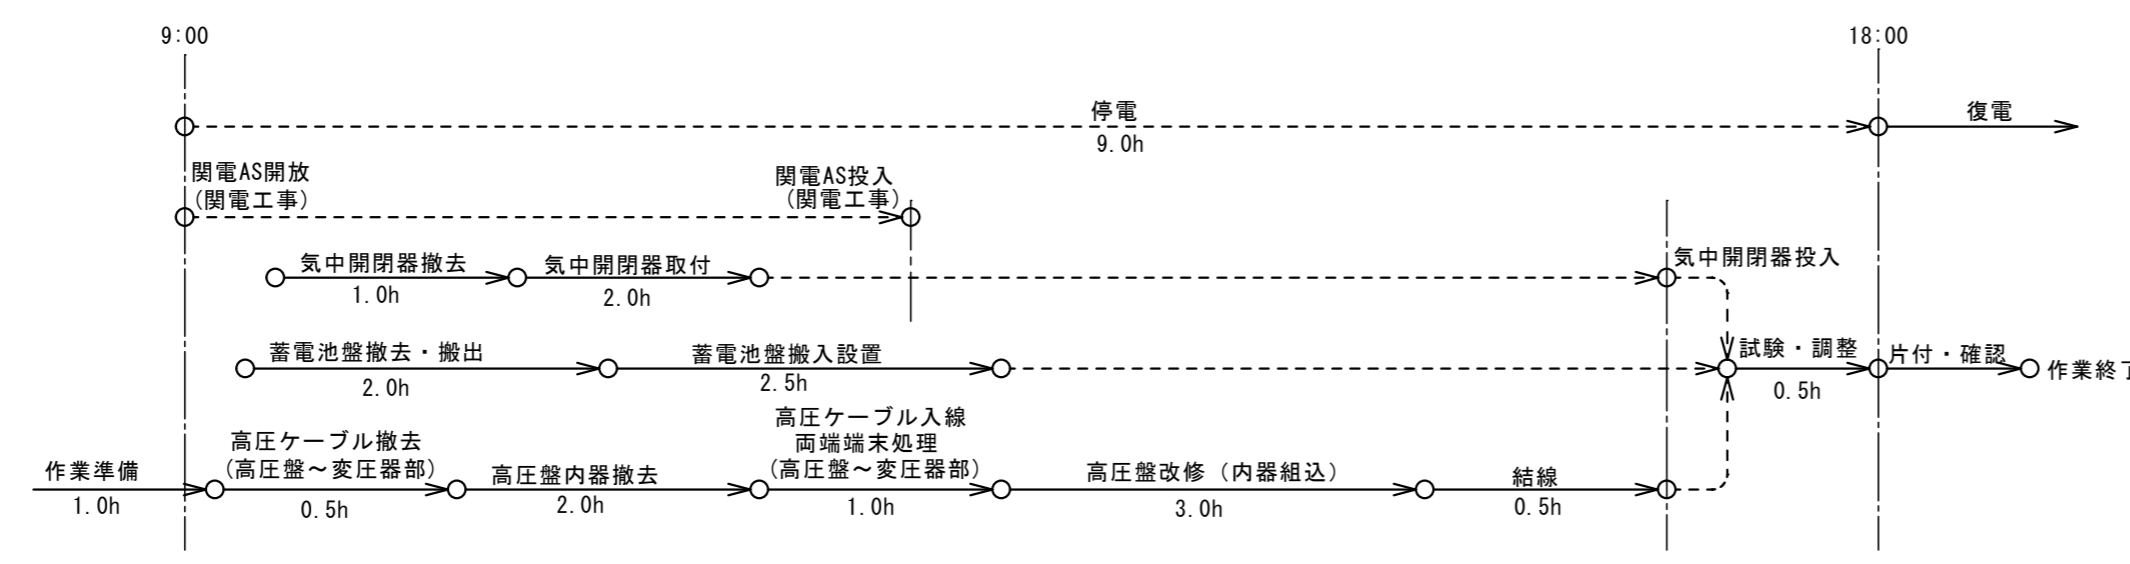 9:00
18:00
停電
9.0h
復電
関電AS開放
(関電工事)
関電AS投入
(関電工事)
気中開閉器撤去
1.0h
気中開閉器取付
2.0h
気中開閉器投入
蓄電池盤撤去・搬出
2.0h
蓄電池盤搬入設置
2.5h
試験・調整
0.5h
片付・確認
作業終了
作業準備
1.0h
高圧ケーブル撤去
(高圧盤～変圧器部)
0.5h
高圧盤内器撤去
2.0h
高圧ケーブル入線
両端端末処理
(高圧盤～変圧器部)
1.0h
高圧盤改修(内器組込)
3.0h
結線
0.5h